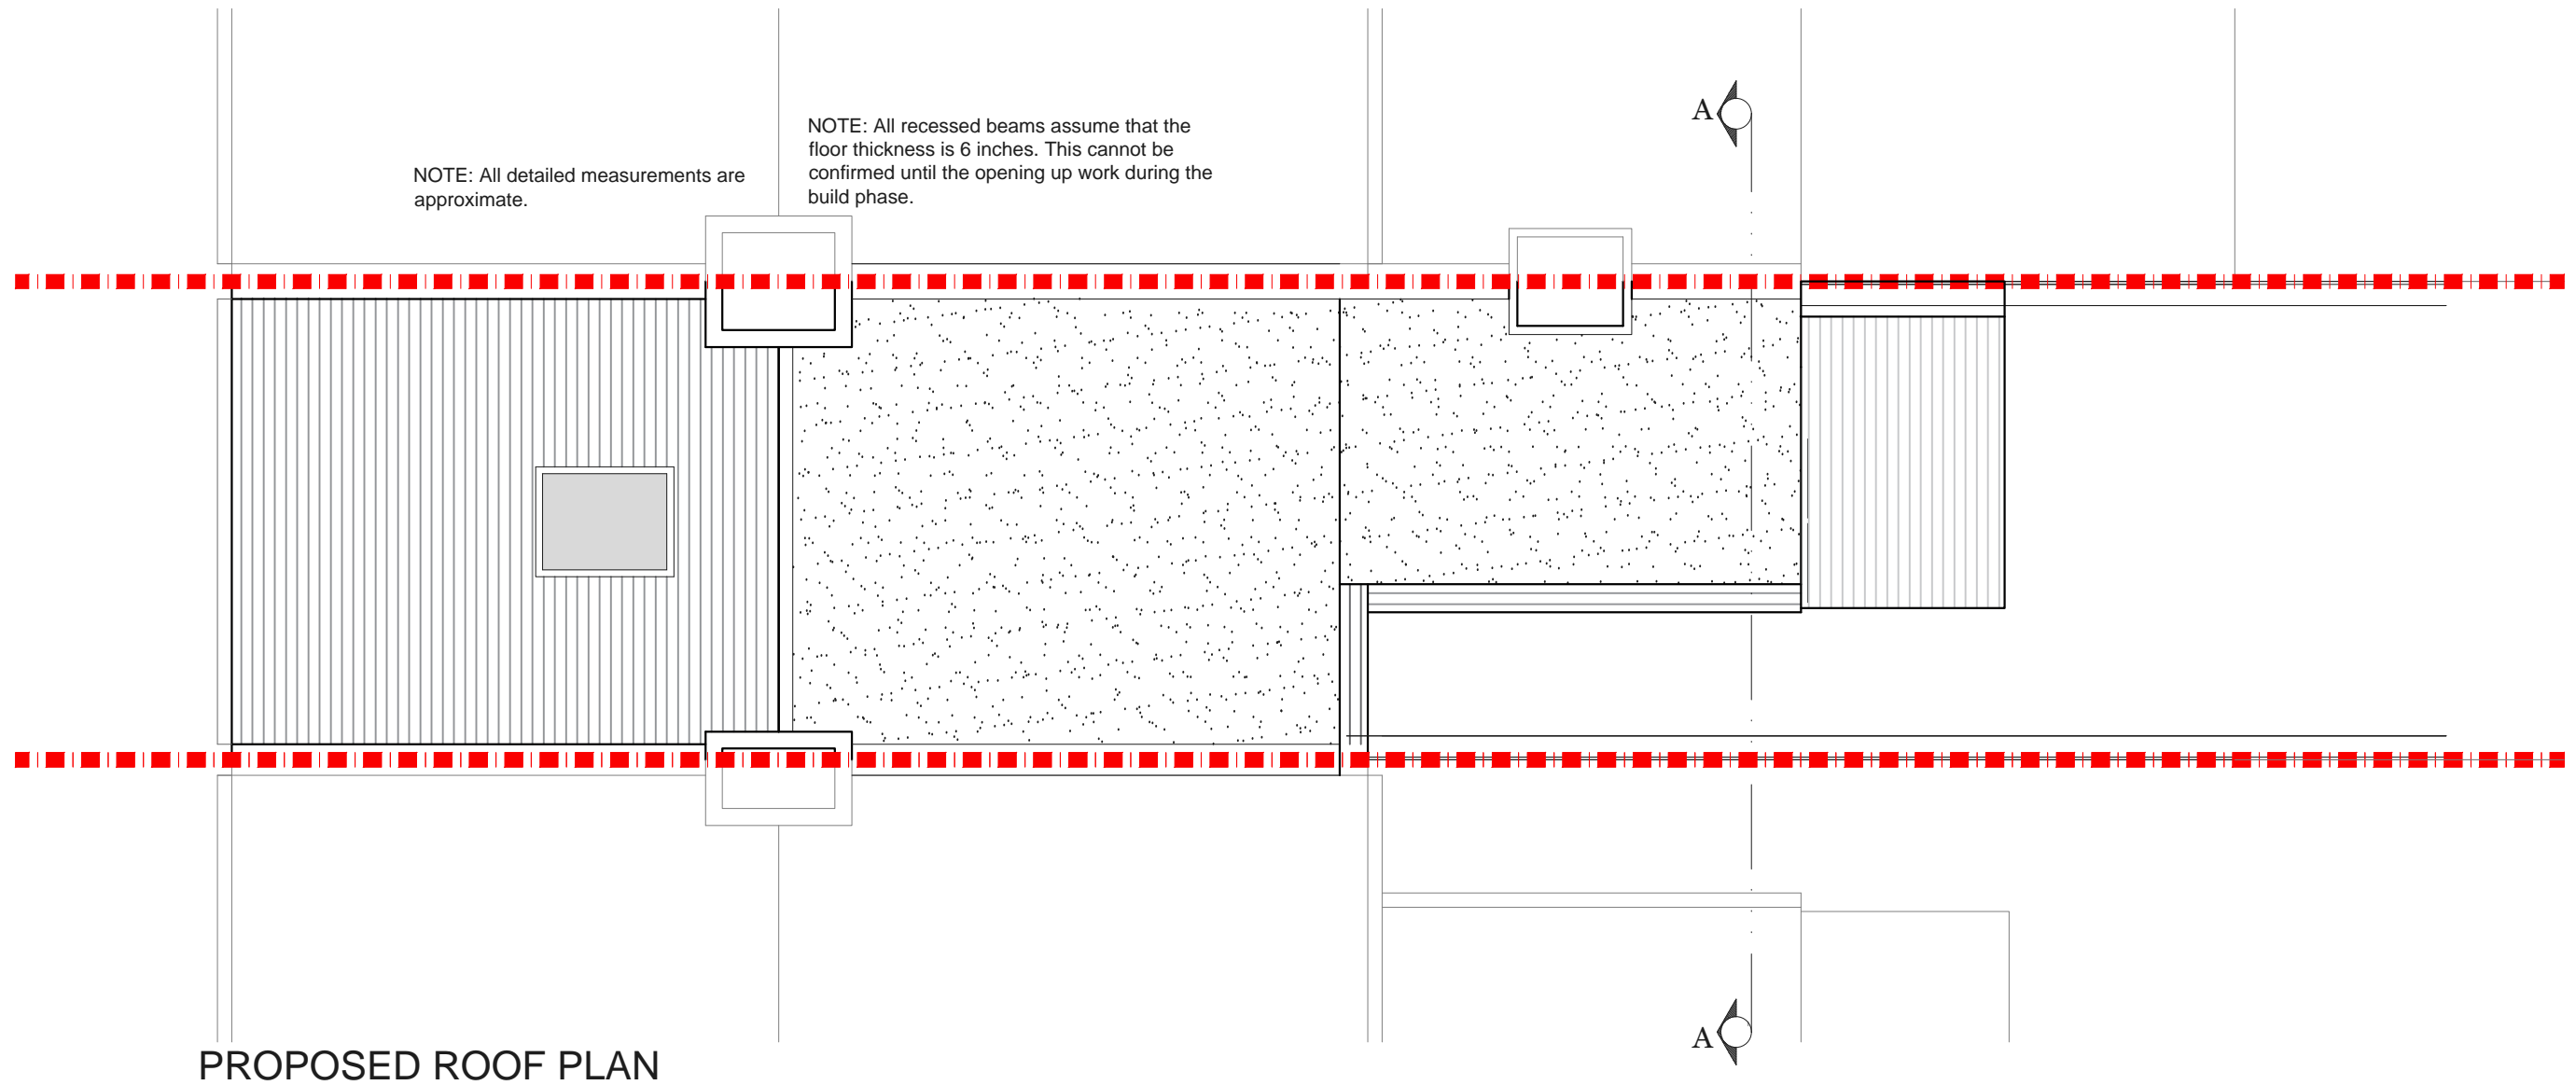 NOTE: All detailed measurements are
approximate.
NOTE: All recessed beams assume that the
floor thickness is 6 inches. This cannot be
confirmed until the opening up work during the
build phase.
A
A
PROPOSED ROOF PLAN